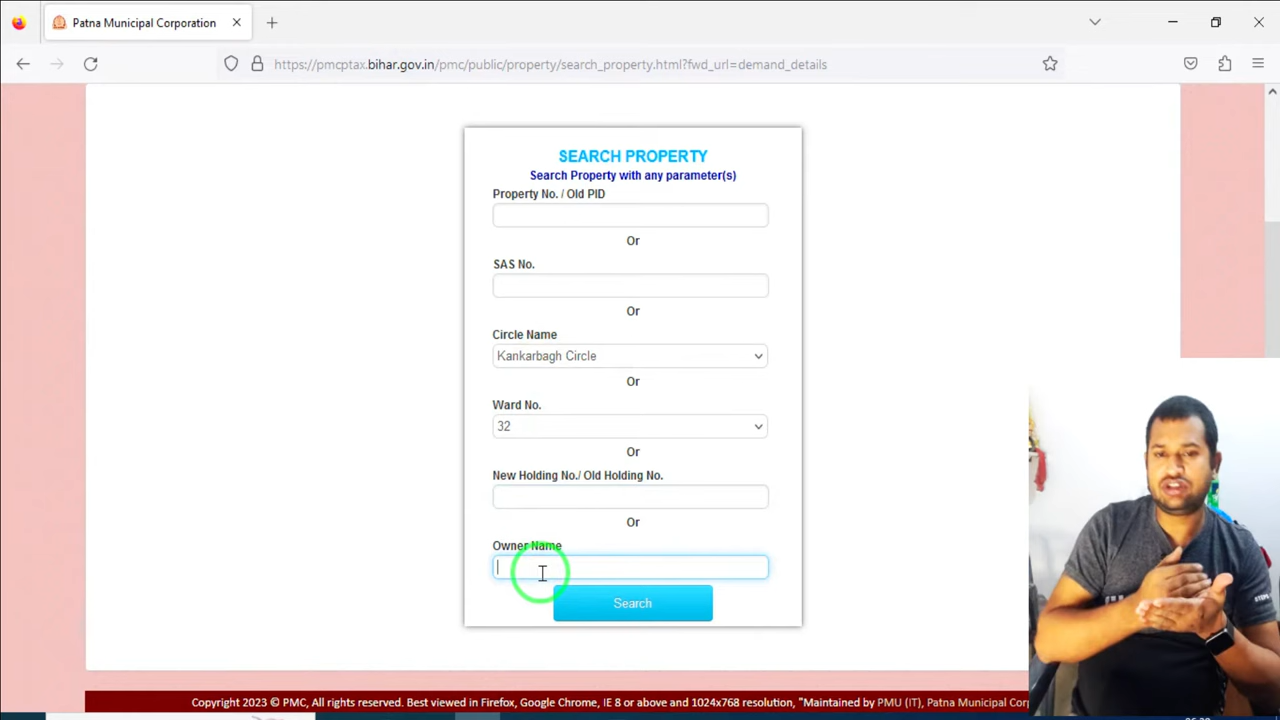 Patna Municipal Corporation
https://pmcptax.bihar.gov.in/pmc/public/property/search_property.html?fwd_url=demand_details
SEARCH PROPERTY
Search Property with any parameter(s)
Property No. / Old PID
Or
SAS No.
Or
Circle Name
Kankarbagh Circle
Or
Ward No.
32
Or
New Holding No./ Old Holding No.
Or
Owner Name
Search
Copyright 2023 © PMC, All rights reserved. Best viewed in Firefox, Google Chrome, IE 8 or above and 1024x768 resolution, "Maintained by PMU (IT), Patna Municipal